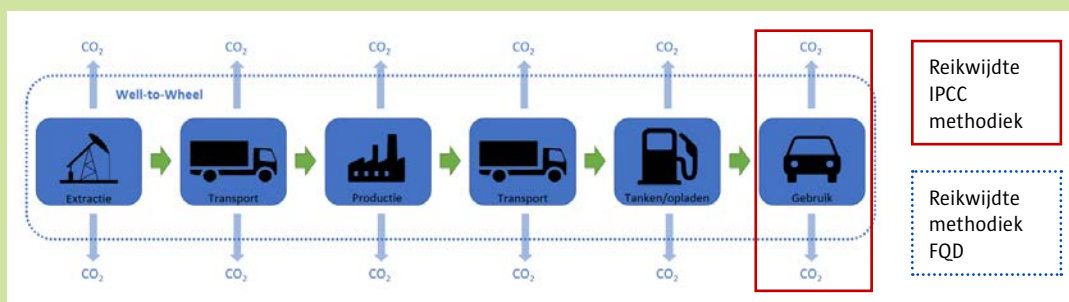 CO₂ CO₂ CO₂ CO₂ CO₂ CO₂
Well-to-Wheel
Extractie Transport Productie Transport Tanken/opladen Gebruik
CO₂ CO₂ CO₂ CO₂ CO₂ CO₂
Reikwijdte
IPCC
methodiek
Reikwijdte
methodiek
FQD